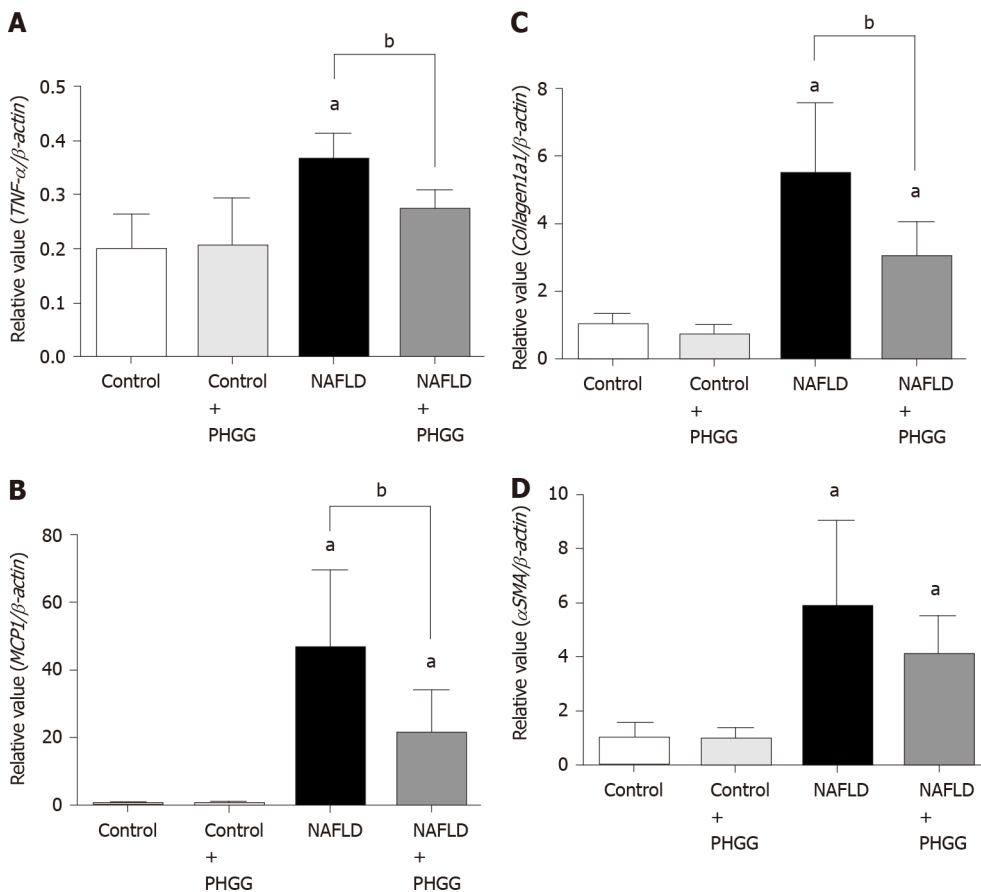 A
b
a
Relative value (TNF-α/β-actin)
0.5
0.4
0.3
0.2
0.1
0.0
Control
Control
+
PHGG
NAFLD
NAFLD
+
PHGG
C
b
a
a
Relative value (Collagen1a1/β-actin)
8
6
4
2
0
Control
Control
+
PHGG
NAFLD
NAFLD
+
PHGG
B
b
a
a
Relative value (MCP1/β-actin)
80
60
40
20
0
Control
Control
+
PHGG
NAFLD
NAFLD
+
PHGG
D
a
a
Relative value (αSMA/β-actin)
10
8
6
4
2
0
Control
Control
+
PHGG
NAFLD
NAFLD
+
PHGG